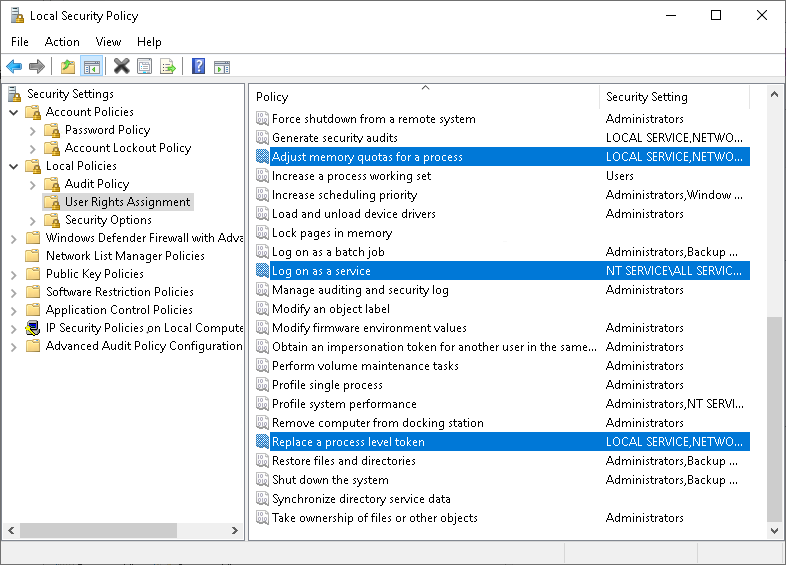 Local Security Policy
File Action View Help
Security Settings
Account Policies
Password Policy
Account Lockout Policy
Local Policies
Audit Policy
User Rights Assignment
Security Options
Windows Defender Firewall with Adva
Network List Manager Policies
Public Key Policies
Software Restriction Policies
Application Control Policies
IP Security Policies on Local Compute
Advanced Audit Policy Configuration
Policy Security Setting
Force shutdown from a remote system Administrators
Generate security audits LOCAL SERVICE,NETWO...
Adjust memory quotas for a process LOCAL SERVICE,NETWO...
Increase a process working set Users
Increase scheduling priority Administrators,Window ...
Load and unload device drivers Administrators
Lock pages in memory
Log on as a batch job Administrators,Backup ...
Log on as a service NT SERVICE\ALL SERVIC...
Manage auditing and security log Administrators
Modify an object label
Modify firmware environment values Administrators
Obtain an impersonation token for another user in the same... Administrators
Perform volume maintenance tasks Administrators
Profile single process Administrators
Profile system performance Administrators,NT SERVI...
Remove computer from docking station Administrators
Replace a process level token LOCAL SERVICE,NETWO...
Restore files and directories Administrators,Backup ...
Shut down the system Administrators,Backup ...
Synchronize directory service data
Take ownership of files or other objects Administrators